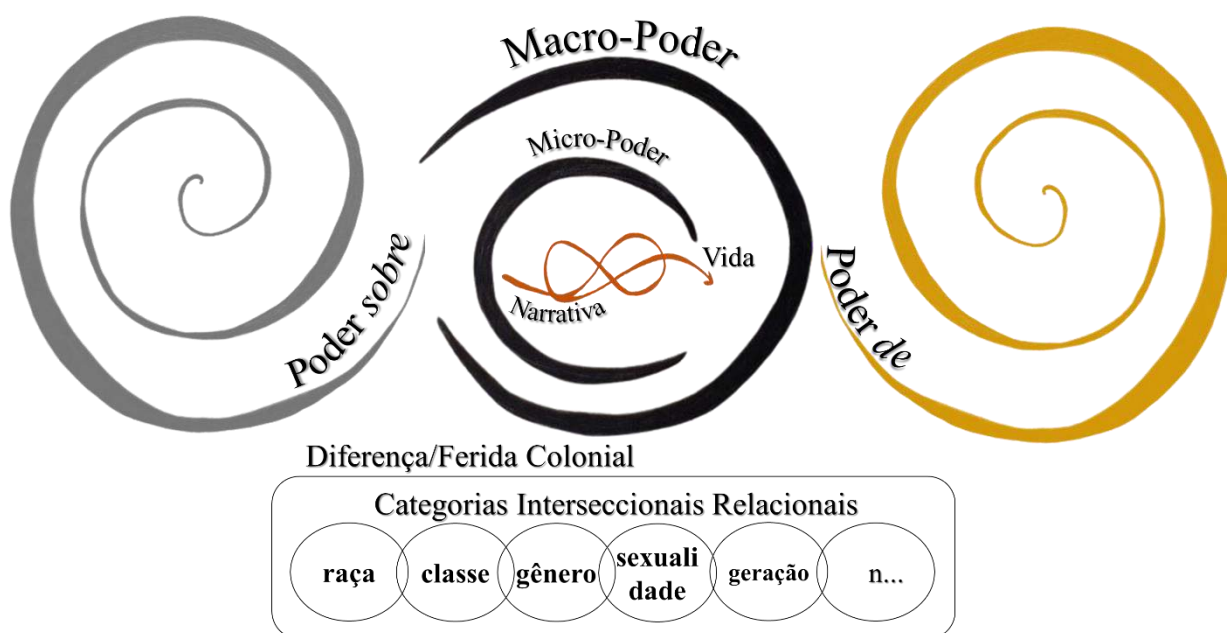 Macro-Poder
Micro-Poder
Vida
Narrativa
Poder sobre
Poder de
Diferença/Ferida Colonial
Categorias Interseccionais Relacionais
raça
classe
gênero
sexuali
dade
geração
n...